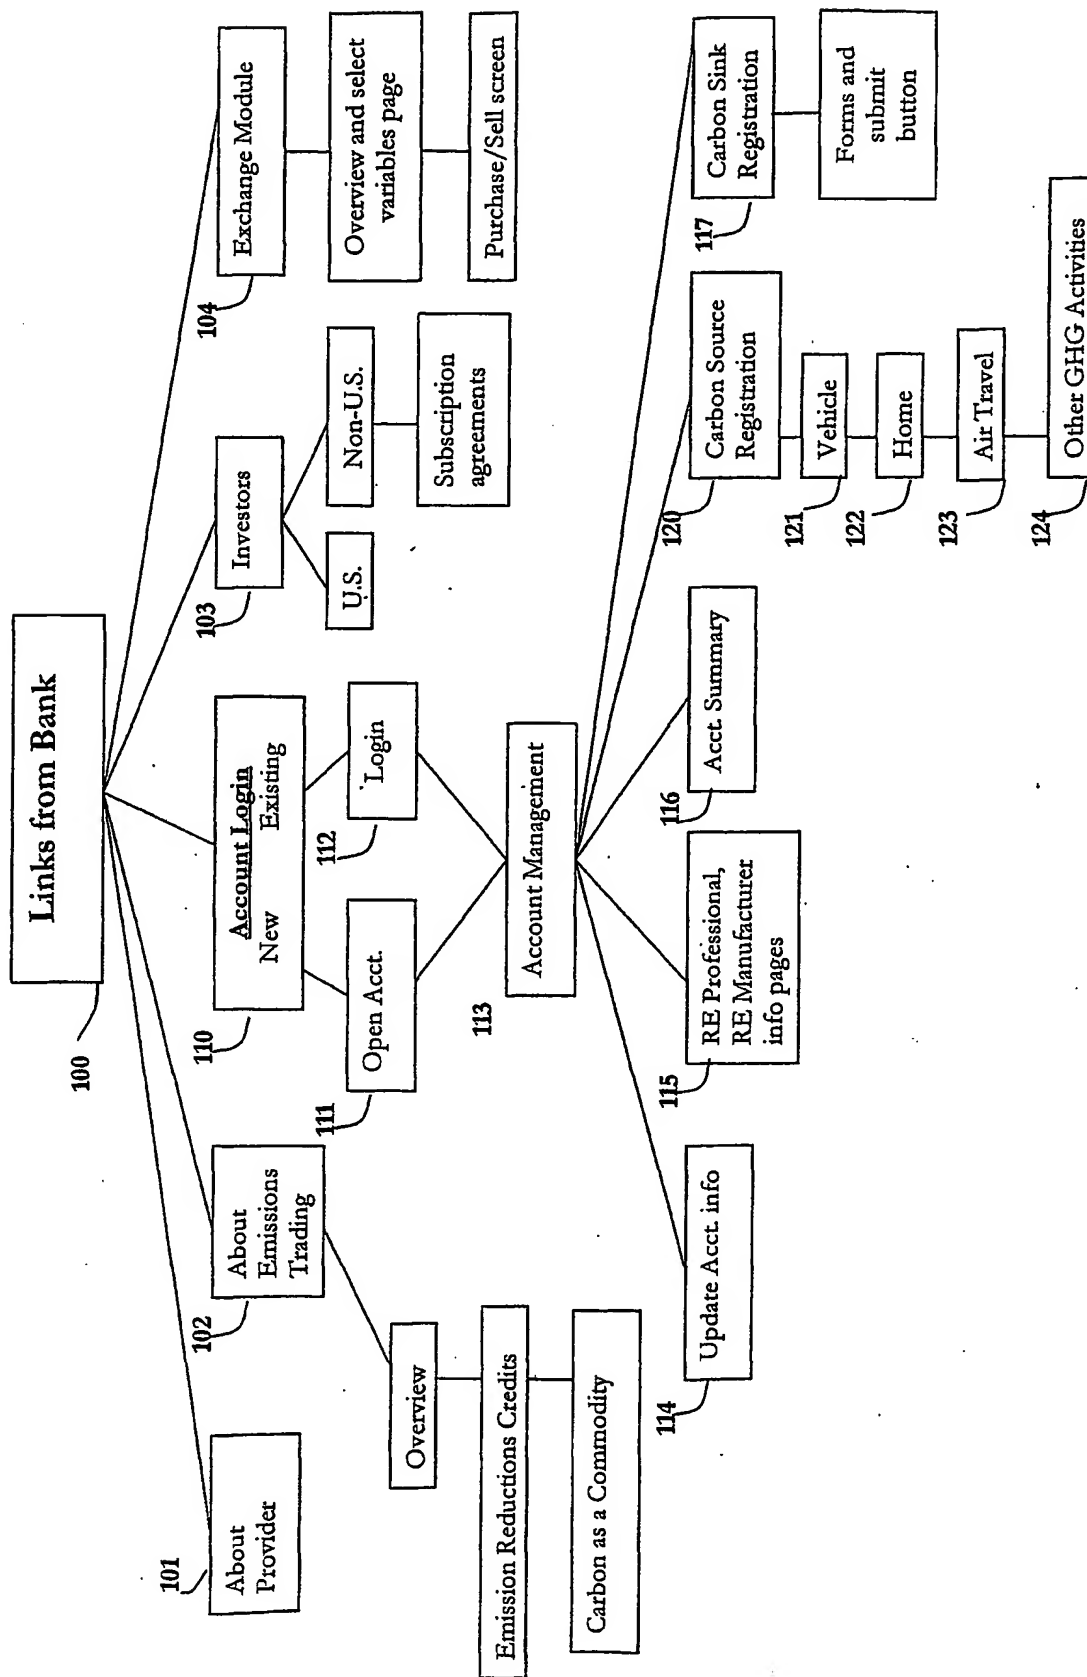 Links from Bank
100
101
About
Provider
102
About
Emissions
Trading
Overview
Emission Reductions Credits
Carbon as a Commodity
110
Account Login
New Existing
111
Open Acct.
112
Login
103
Investors
U.S.
Non-U.S.
Subscription
agreements
104
Exchange Module
Overview and select
variables page
Purchase/Sell screen
113
Account Management
114
Update Acct. info
115
RE Professional,
RE Manufacturer
info pages
116
Acct. Summary
120
Carbon Source
Registration
121
Vehicle
122
Home
123
Air Travel
124
Other GHG Activities
117
Carbon Sink
Registration
Forms and
submit
button